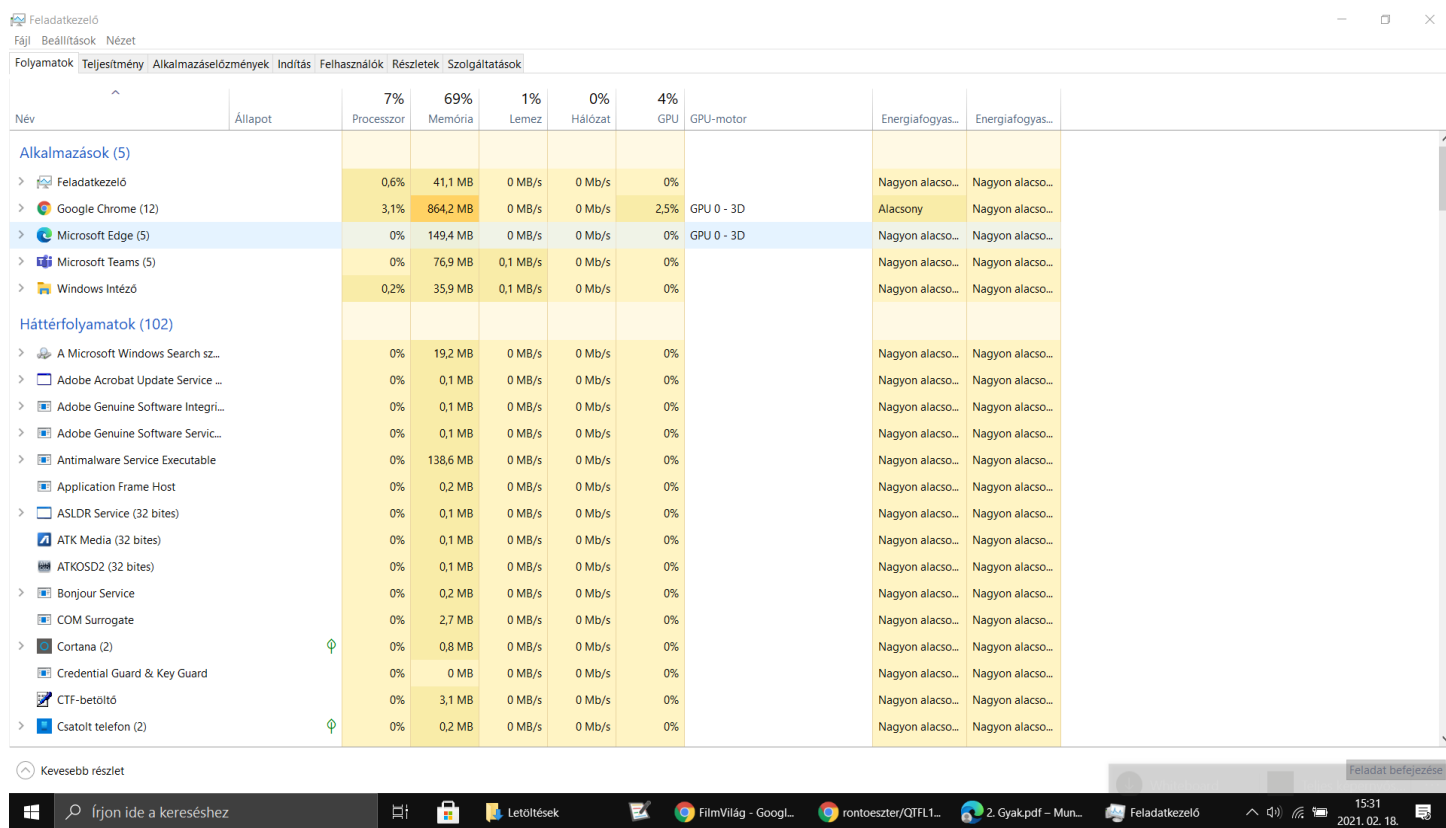 Feladatkezelő
Fájl Beállítások Nézet
Folyamatok Teljesítmény Alkalmazáselőzmények Indítás Felhasználók Részletek Szolgáltatások
7% 69% 1% 0% 4%
Név Állapot Processzor Memória Lemez Hálózat GPU GPU-motor Energiafogyas... Energiafogyas...
Alkalmazások (5)
Feladatkezelő 0,6% 41,1 MB 0 MB/s 0 Mb/s 0% Nagyon alacso... Nagyon alacso...
Google Chrome (12) 3,1% 864,2 MB 0 MB/s 0 Mb/s 2,5% GPU 0 - 3D Alacsony Nagyon alacso...
Microsoft Edge (5) 0% 149,4 MB 0 MB/s 0 Mb/s 0% GPU 0 - 3D Nagyon alacso... Nagyon alacso...
Microsoft Teams (5) 0% 76,9 MB 0,1 MB/s 0 Mb/s 0% Nagyon alacso... Nagyon alacso...
Windows Intéző 0,2% 35,9 MB 0,1 MB/s 0 Mb/s 0% Nagyon alacso... Nagyon alacso...
Háttérfolyamatok (102)
A Microsoft Windows Search sz... 0% 19,2 MB 0 MB/s 0 Mb/s 0% Nagyon alacso... Nagyon alacso...
Adobe Acrobat Update Service ... 0% 0,1 MB 0 MB/s 0 Mb/s 0% Nagyon alacso... Nagyon alacso...
Adobe Genuine Software Integri... 0% 0,1 MB 0 MB/s 0 Mb/s 0% Nagyon alacso... Nagyon alacso...
Adobe Genuine Software Servic... 0% 0,1 MB 0 MB/s 0 Mb/s 0% Nagyon alacso... Nagyon alacso...
Antimalware Service Executable 0% 138,6 MB 0 MB/s 0 Mb/s 0% Nagyon alacso... Nagyon alacso...
Application Frame Host 0% 0,2 MB 0 MB/s 0 Mb/s 0% Nagyon alacso... Nagyon alacso...
ASLDR Service (32 bites) 0% 0,1 MB 0 MB/s 0 Mb/s 0% Nagyon alacso... Nagyon alacso...
ATK Media (32 bites) 0% 0,1 MB 0 MB/s 0 Mb/s 0% Nagyon alacso... Nagyon alacso...
ATKOSD2 (32 bites) 0% 0,1 MB 0 MB/s 0 Mb/s 0% Nagyon alacso... Nagyon alacso...
Bonjour Service 0% 0,2 MB 0 MB/s 0 Mb/s 0% Nagyon alacso... Nagyon alacso...
COM Surrogate 0% 2,7 MB 0 MB/s 0 Mb/s 0% Nagyon alacso... Nagyon alacso...
Cortana (2) 0% 0,8 MB 0 MB/s 0 Mb/s 0% Nagyon alacso... Nagyon alacso...
Credential Guard & Key Guard 0% 0 MB 0 MB/s 0 Mb/s 0% Nagyon alacso... Nagyon alacso...
CTF-betöltő 0% 3,1 MB 0 MB/s 0 Mb/s 0% Nagyon alacso... Nagyon alacso...
Csatolt telefon (2) 0% 0,2 MB 0 MB/s 0 Mb/s 0% Nagyon alacso... Nagyon alacso...
Kevesebb részlet Feladat befejezése
Írjon ide a kereséshez Letöltések FilmVilág - Googl... rontoeszter/QTFL1... 2. Gyak.pdf – Mun... Feladatkezelő 15:31
2021. 02. 18.